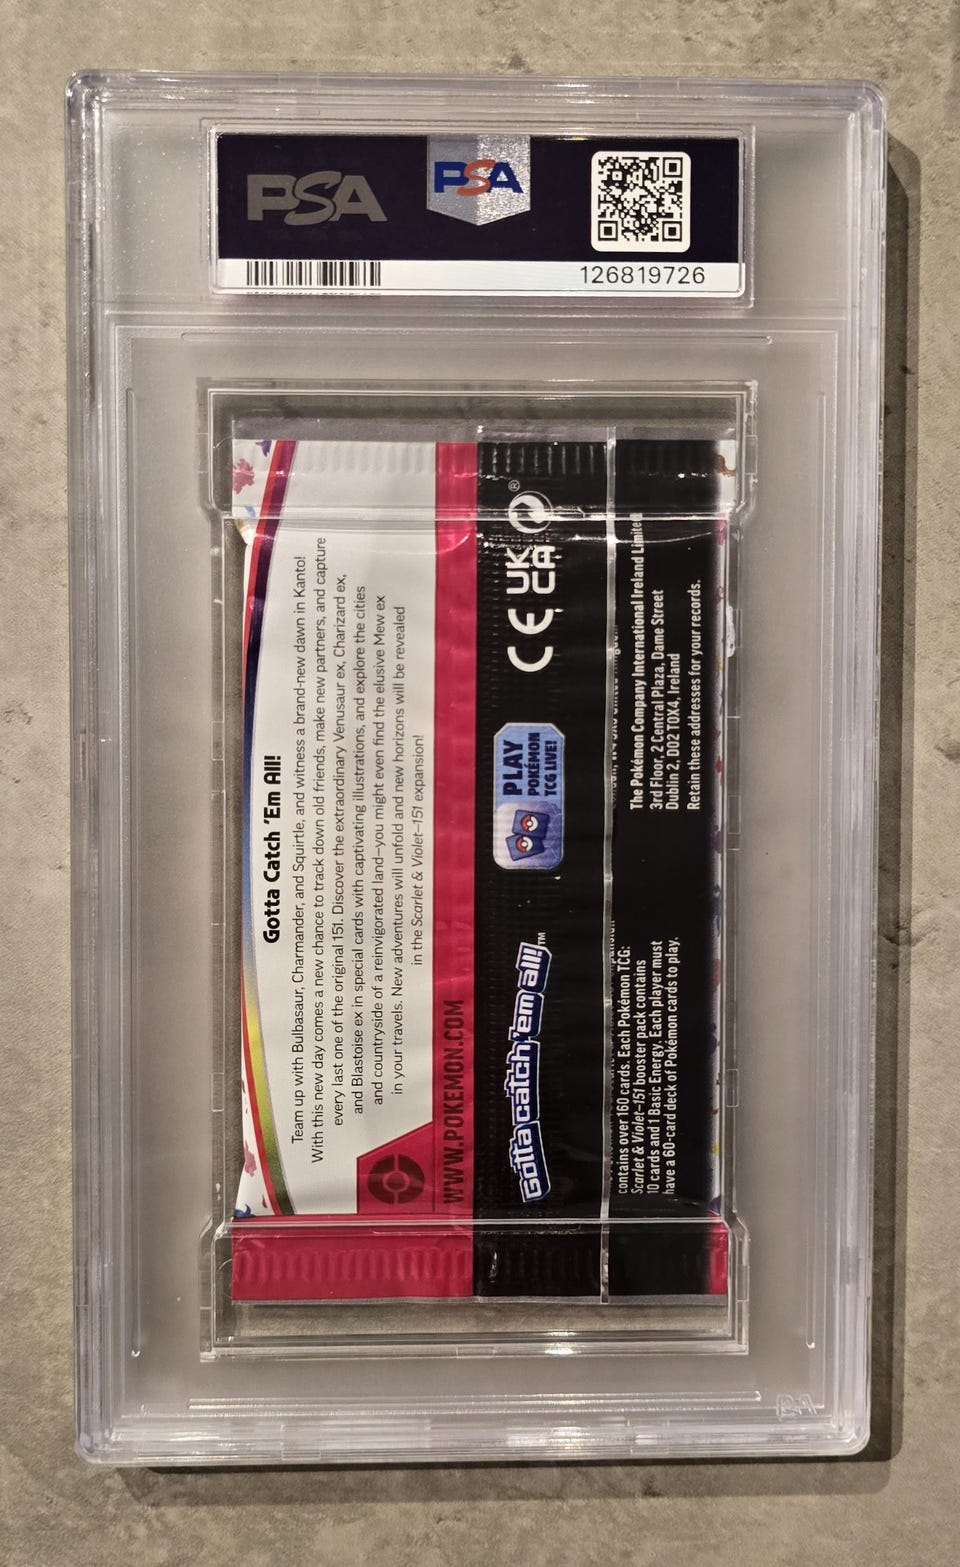 PSA
PSA
126819726
Gotta Catch 'Em All!
Team up with Bulbasaur, Charmander, and Squirtle, and witness a brand-new dawn in Kanto!
With this new day comes a new chance to track down old friends, make new partners, and capture
every last one of the original 151. Discover the extraordinary Venusaur ex, Charizard ex,
and Blastoise ex in special cards with captivating illustrations, and explore the cities
and countryside of a reinvigorated land—you might even find the elusive Mew ex
in your travels. New adventures will unfold and new horizons will be revealed
in the Scarlet & Violet—151 expansion!
WWW.POKEMON.COM
Gotta catch 'em all!™
PLAY
POKÉMON
TCG LIVE!
CE
UK
CA
®
contains over 160 cards. Each Pokémon TCG:
Scarlet & Violet—151 booster pack contains
10 cards and 1 Basic Energy. Each player must
have a 60-card deck of Pokémon cards to play.
The Pokémon Company International Ireland Limited
3rd Floor, 2 Central Plaza, Dame Street
Dublin 2, D02 T0X4, Ireland
Retain these addresses for your records.
PSA